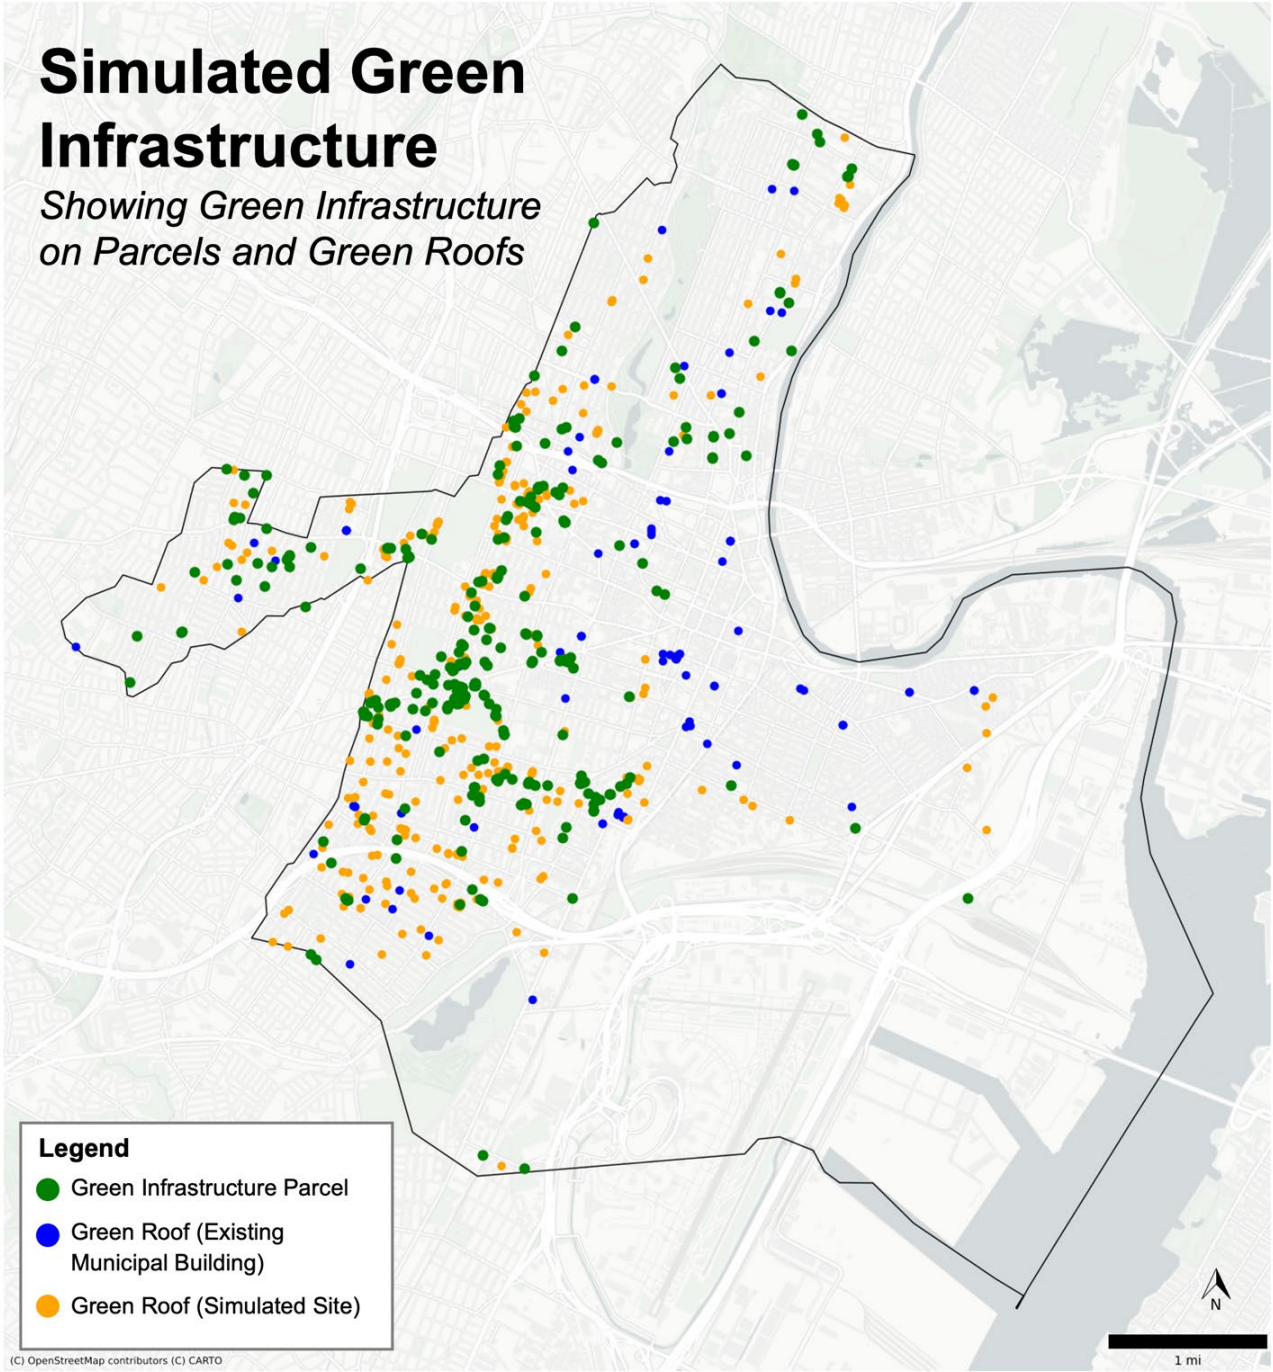 Simulated Green
Infrastructure
Showing Green Infrastructure
on Parcels and Green Roofs
Legend
Green Infrastructure Parcel
Green Roof (Existing
Municipal Building)
Green Roof (Simulated Site)
N
1 mi
(C) OpenStreetMap contributors (C) CARTO